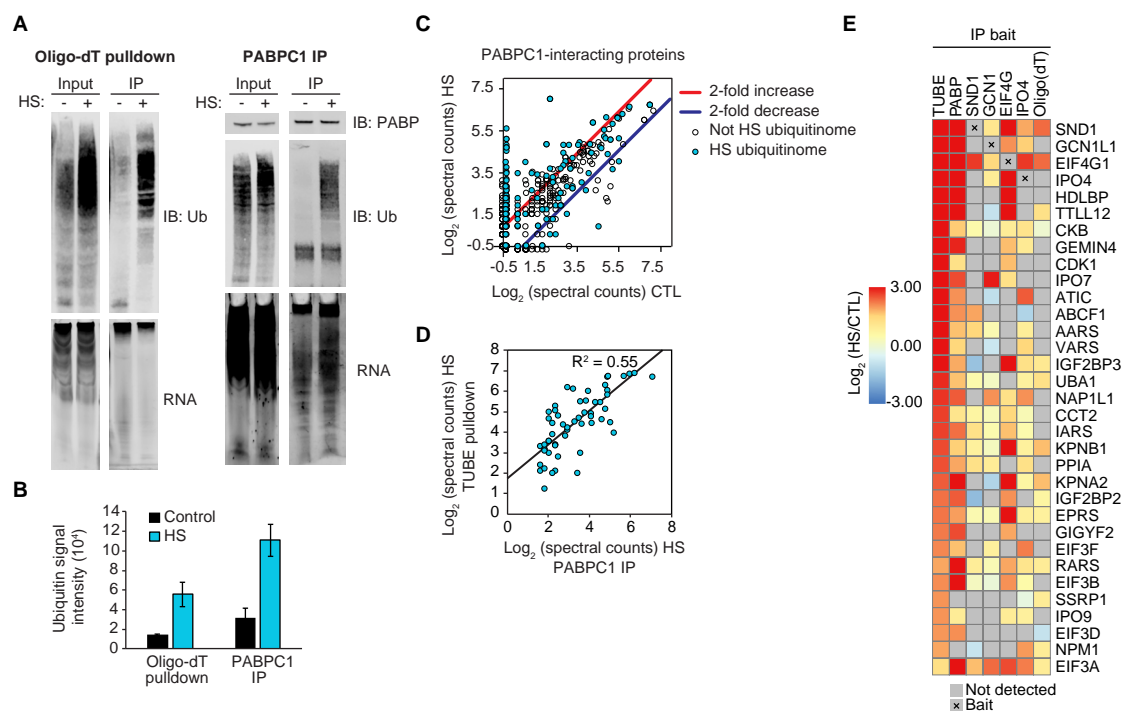 A
Oligo-dT pulldown
PABPC1 IP
Input
IP
Input
IP
HS:
-
+
-
+
HS:
-
+
-
+
IB: PABP
IB: Ub
IB: Ub
RNA
RNA
B
Ubiquitin signal
intensity (10⁴)
14
12
10
8
6
4
2
0
Control
HS
Oligo-dT
pulldown
PABPC1
IP
C
PABPC1-interacting proteins
Log₂ (spectral counts) HS
7.5
5.5
3.5
1.5
-0.5
-0.5
1.5
3.5
5.5
7.5
Log₂ (spectral counts) CTL
2-fold increase
2-fold decrease
Not HS ubiquitinome
HS ubiquitinome
D
Log₂ (spectral counts) HS
TUBE pulldown
8
7
6
5
4
3
2
1
0
R² = 0.55
0
2
4
6
8
Log₂ (spectral counts) HS
PABPC1 IP
E
IP bait
TUBE
PABP
SND1
GCN1
EIF4G
IPO4
Oligo(dT)
Log₂ (HS/CTL)
3.00
0.00
-3.00
SND1
GCN1L1
EIF4G1
IPO4
HDLBP
TTLL12
CKB
GEMIN4
CDK1
IPO7
ATIC
ABCF1
AARS
VARS
IGF2BP3
UBA1
NAP1L1
CCT2
IARS
KPNB1
PPIA
KPNA2
IGF2BP2
EPRS
GIGYF2
EIF3F
RARS
EIF3B
SSRP1
IPO9
EIF3D
NPM1
EIF3A
Not detected
× Bait